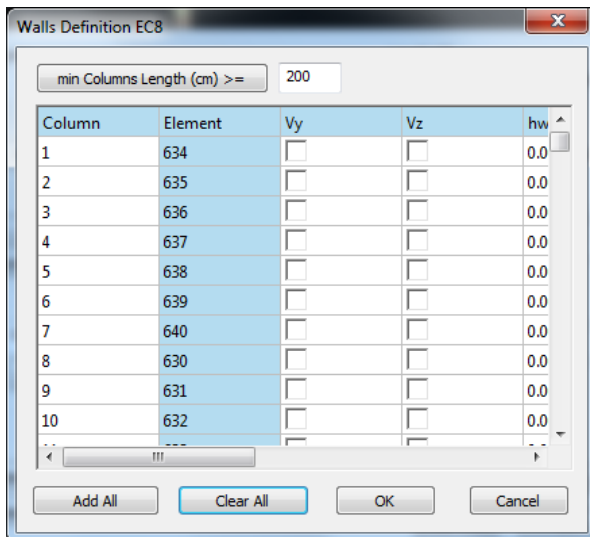 Walls Definition EC8
min Columns Length (cm) >= 200
Column Element Vy Vz hw
1 634 0.0
2 635 0.0
3 636 0.0
4 637 0.0
5 638 0.0
6 639 0.0
7 640 0.0
8 630 0.0
9 631 0.0
10 632 0.0
Add All Clear All OK Cancel